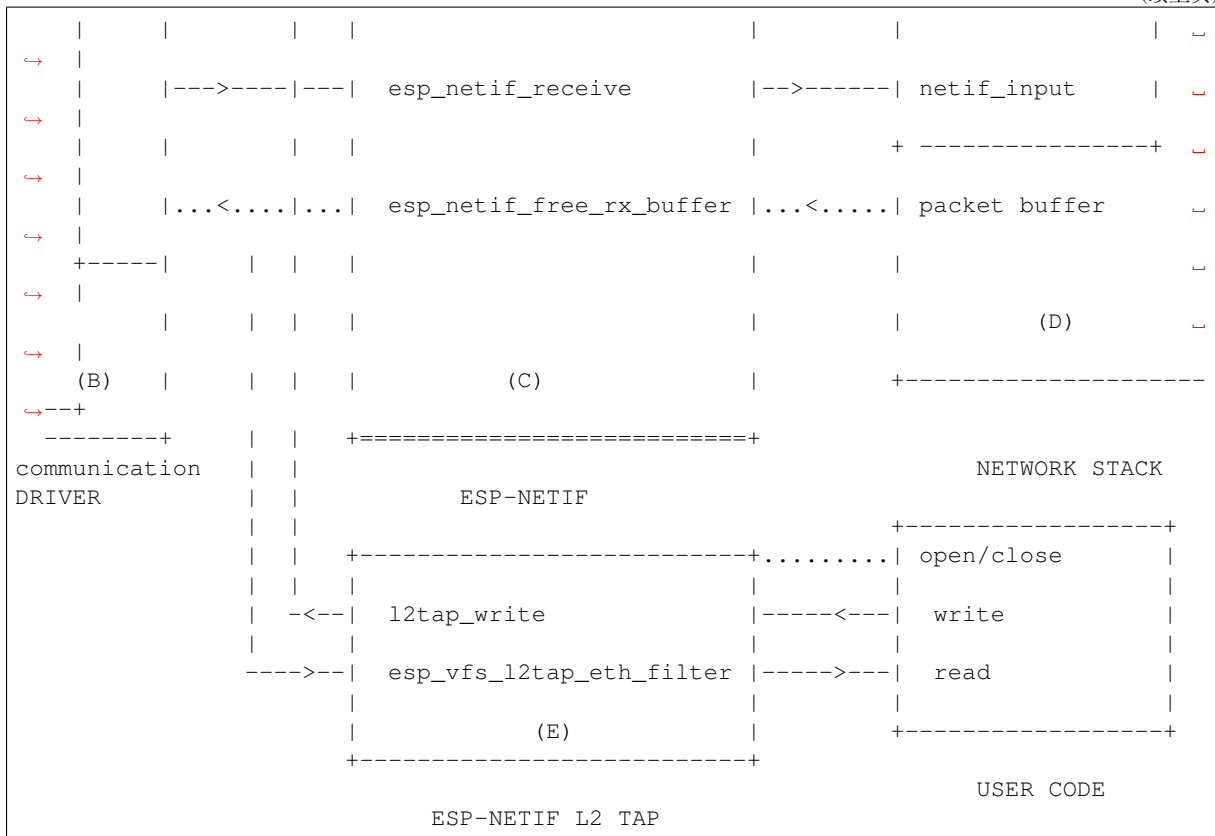 |     |        |   |                           |         |                 |  ␣
↪   |
|     |--->----|---|  esp_netif_receive        |-->------| netif_input     |  ␣
↪   |
|     |        |   |                           |         + ----------------+  ␣
↪   |
|     |...<....|...|  esp_netif_free_rx_buffer |...<.....| packet buffer      ␣
↪   |
+-----|     |  |   |                           |         |                    ␣
↪   |
|     |  |   |                           |         |         (D)        ␣
↪   |
(B)   |     |  |   |          (C)              |         +---------------------
↪--+
--------+     |  |   +===========================+
communication   |  |                                               NETWORK STACK
DRIVER          |  |           ESP-NETIF
|  |                                         +------------------+
|  |   +---------------------------+.........| open/close       |
|  |   |                           |         |                  |
|  -<--|  l2tap_write              |-----<---|  write           |
|      |                           |         |                  |
---->--|  esp_vfs_l2tap_eth_filter |----->---|  read            |
|                           |         |                  |
|            (E)            |         +------------------+
+---------------------------+
USER CODE
ESP-NETIF L2 TAP